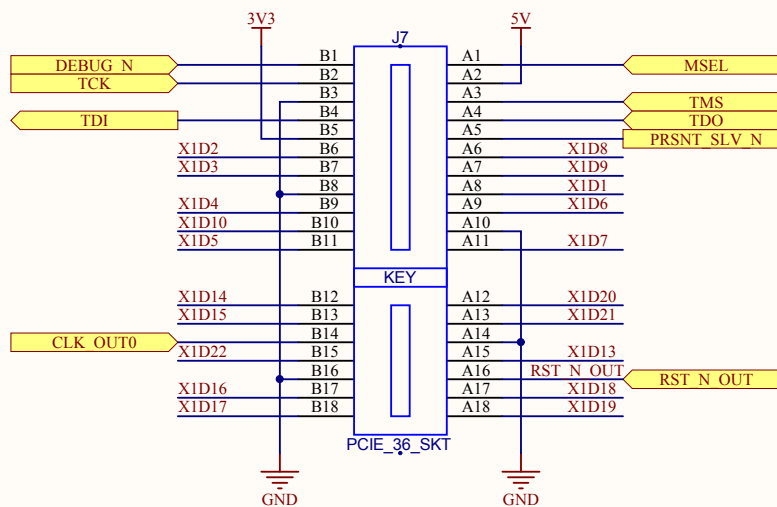 3V3 5V
J7
DEBUG_N B1 A1 MSEL
TCK B2 A2
B3 A3 TMS
TDI B4 A4 TDO
B5 A5 PRSNT_SLV_N
X1D2 B6 A6 X1D8
X1D3 B7 A7 X1D9
B8 A8 X1D1
X1D4 B9 A9 X1D6
X1D10 B10 A10
X1D5 B11 A11 X1D7
KEY
X1D14 B12 A12 X1D20
X1D15 B13 A13 X1D21
CLK_OUT0 B14 A14
X1D22 B15 A15 X1D13
B16 A16 RST_N_OUT RST_N_OUT
X1D16 B17 A17 X1D18
X1D17 B18 A18 X1D19
PCIE_36_SKT
GND GND